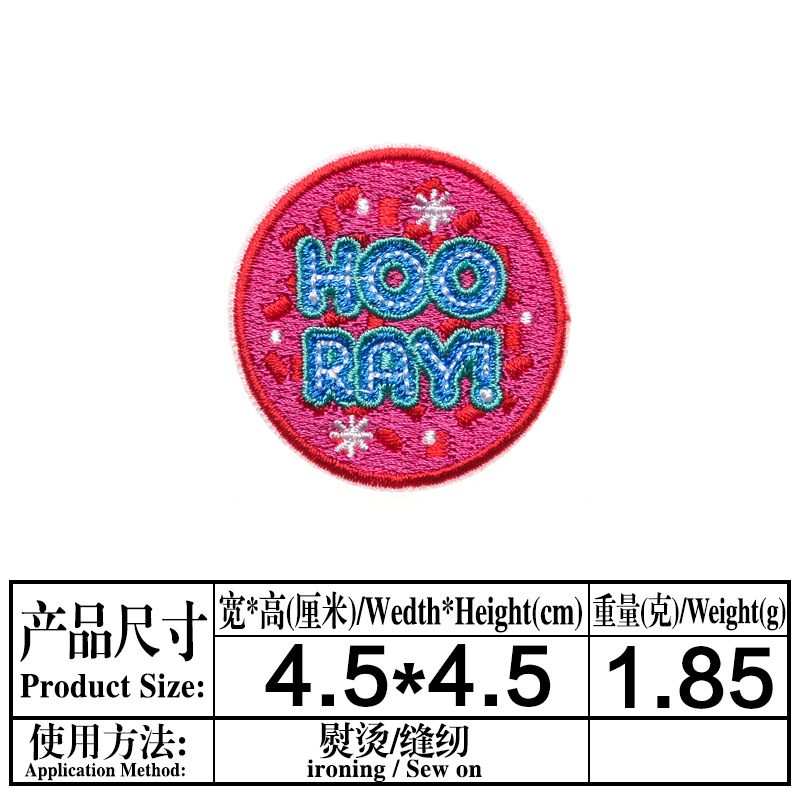 HOO
RAY!
产品尺寸
Product Size:
宽*高(厘米)/Wedth*Height(cm)
重量(克)/Weight(g)
4.5*4.5
1.85
使用方法:
Application Method:
熨烫/缝纫
ironing / Sew on